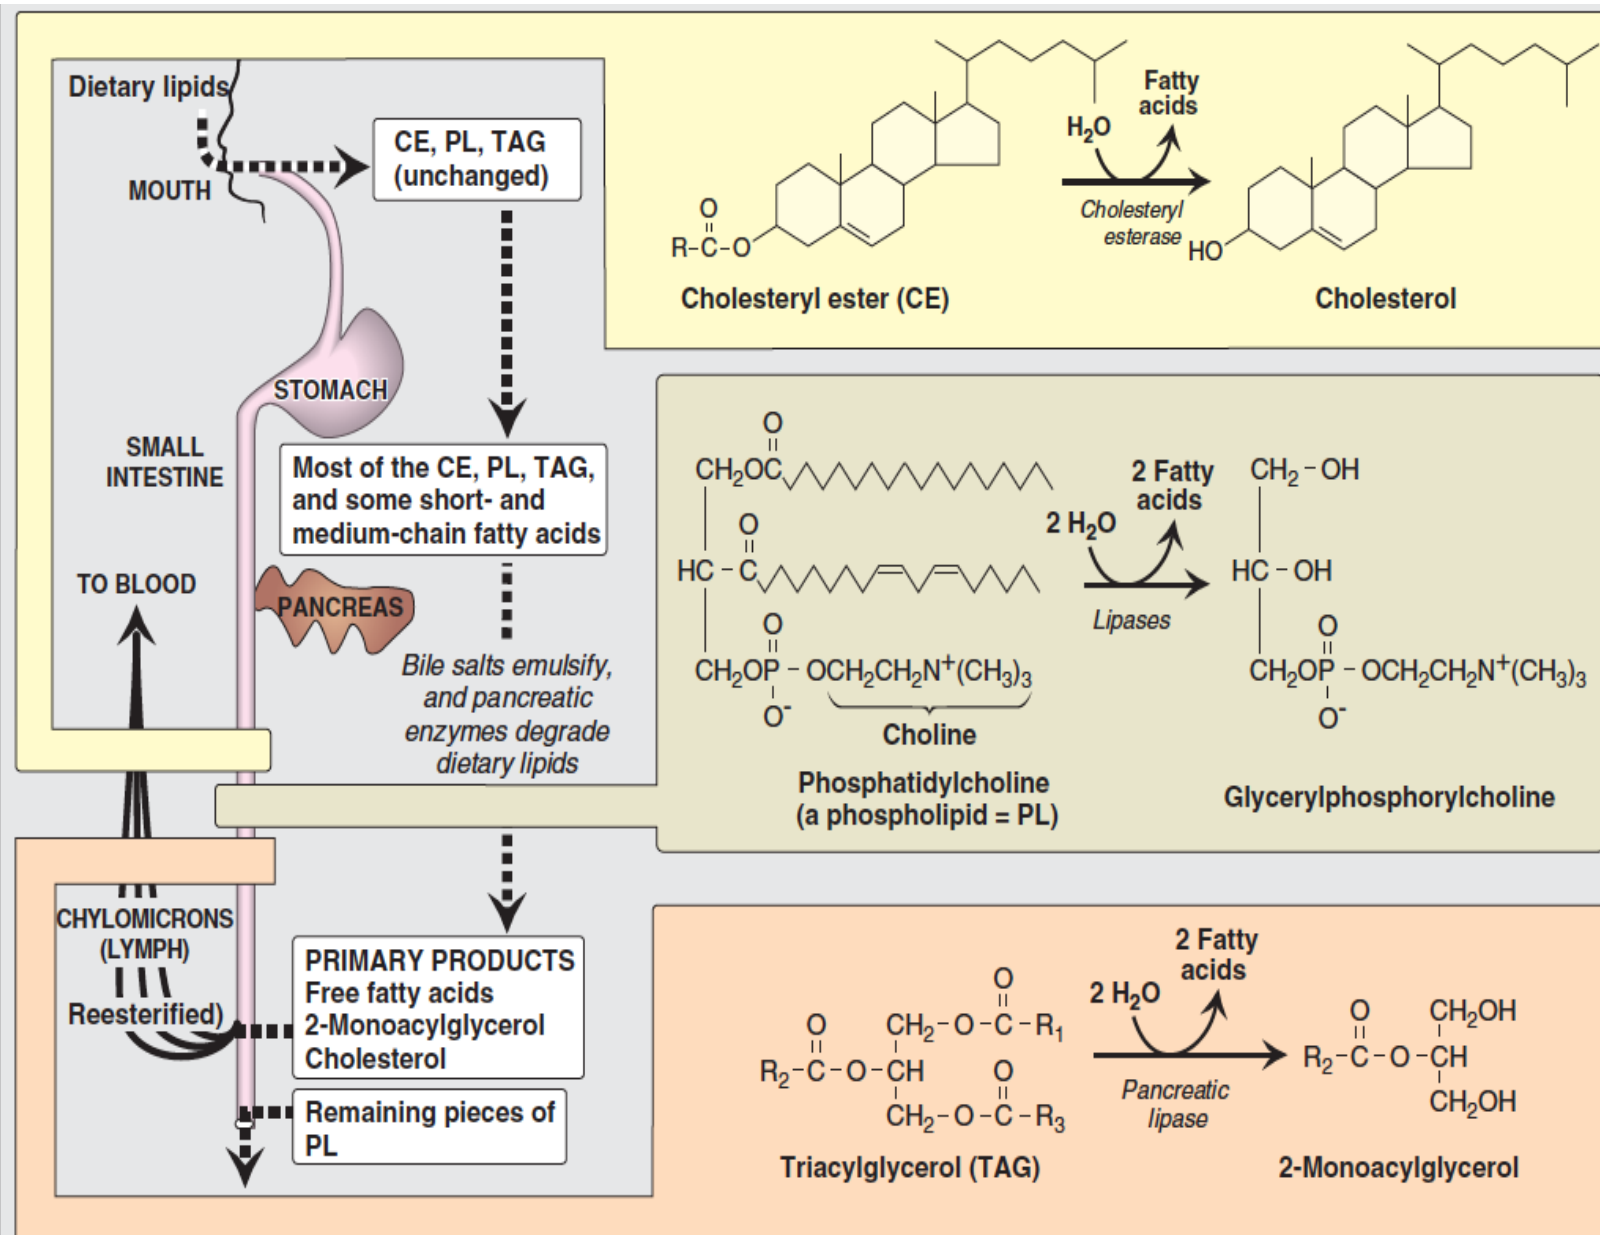 Dietary lipids
MOUTH
CE, PL, TAG
(unchanged)
STOMACH
SMALL
INTESTINE
Most of the CE, PL, TAG,
and some short- and
medium-chain fatty acids
TO BLOOD
PANCREAS
Bile salts emulsify,
and pancreatic
enzymes degrade
dietary lipids
CHYLOMICRONS
(LYMPH)
Reesterified)
PRIMARY PRODUCTS
Free fatty acids
2-Monoacylglycerol
Cholesterol
Remaining pieces of
PL
O
R-C-O
Cholesteryl ester (CE)
H₂O
Fatty
acids
Cholesteryl
esterase
HO
Cholesterol
O
CH₂OC
O
HC-C
O
CH₂OP-OCH₂CH₂N⁺(CH₃)₃
O⁻
Choline
Phosphatidylcholine
(a phospholipid = PL)
2 H₂O
2 Fatty
acids
Lipases
CH₂-OH
HC-OH
O
CH₂OP-OCH₂CH₂N⁺(CH₃)₃
O⁻
Glycerylphosphorylcholine
O
O CH₂-O-C-R₁
R₂-C-O-CH O
CH₂-O-C-R₃
Triacylglycerol (TAG)
2 H₂O
2 Fatty
acids
Pancreatic
lipase
O CH₂OH
R₂-C-O-CH
CH₂OH
2-Monoacylglycerol